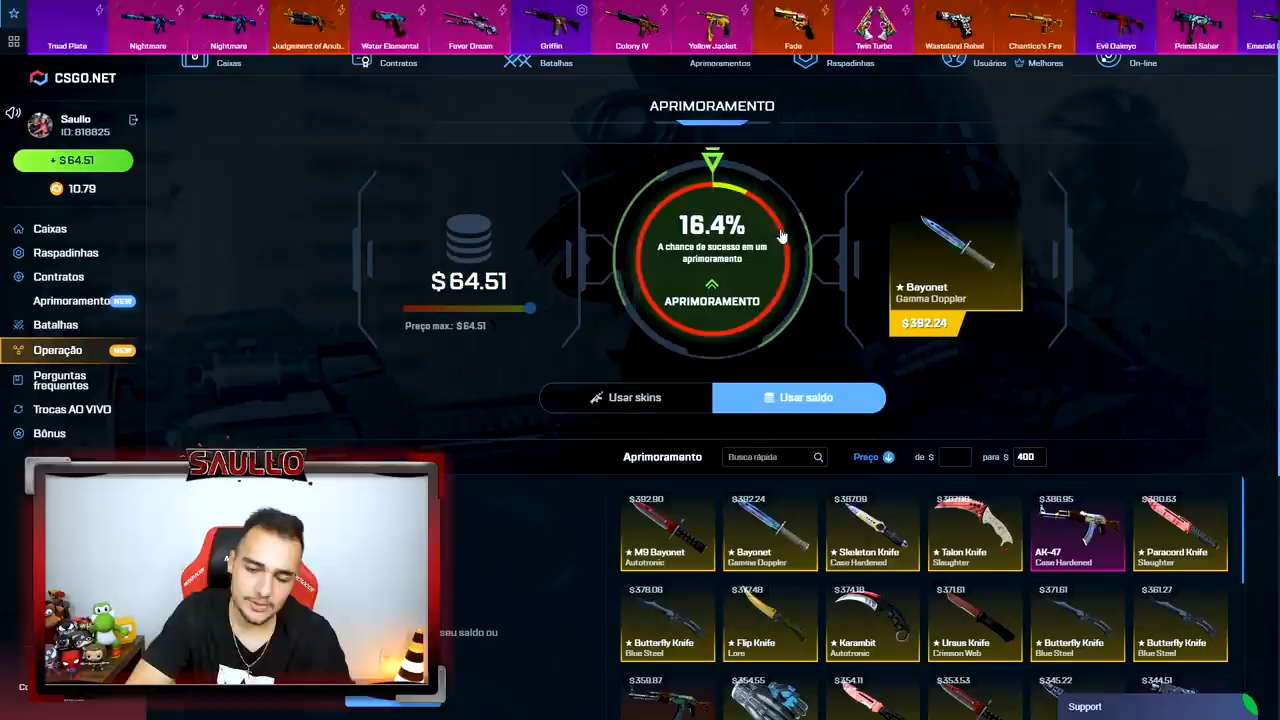 Triad Plate
Nightmare
Nightmare
Judgement of Anub..
Water Elemental
Fever Dream
Griffin
Colony IV
Yellow Jacket
Fade
Twin Turbo
Wasteland Rebel
Chantico's Fire
Evil Daimyo
Primal Saber
Emerald
CSGO.NET
Caixas
Contratos
Batalhas
Aprimoramentos
Raspadinhas
Usuários
Melhores
On-line
Saullo
ID: 818825
+ $ 64.51
10.79
Caixas
Raspadinhas
Contratos
Aprimoramento NEW
Batalhas
Operação NEW
Perguntas
frequentes
Trocas AO VIVO
Bônus
APRIMORAMENTO
$ 64.51
Preço max.: $ 64.51
16.4%
A chance de sucesso em um
aprimoramento
APRIMORAMENTO
★ Bayonet
Gamma Doppler
$392.24
Usar skins
Usar saldo
Aprimoramento
Busca rápida
Preço
de $
para $ 400
SAULLO
seu saldo ou
$392.90
★ M9 Bayonet
Autotronic
$392.24
★ Bayonet
Gamma Doppler
$387.09
★ Skeleton Knife
Case Hardened
★ Talon Knife
Slaughter
$386.95
AK-47
Case Hardened
$380.63
★ Paracord Knife
Slaughter
$378.06
★ Butterfly Knife
Blue Steel
$377.48
★ Flip Knife
Lore
$374.18
★ Karambit
Autotronic
$371.61
★ Ursus Knife
Crimson Web
$371.61
★ Butterfly Knife
Blue Steel
$361.27
★ Butterfly Knife
Blue Steel
$359.87
$354.11
$353.53
$345.22
$344.51
Support